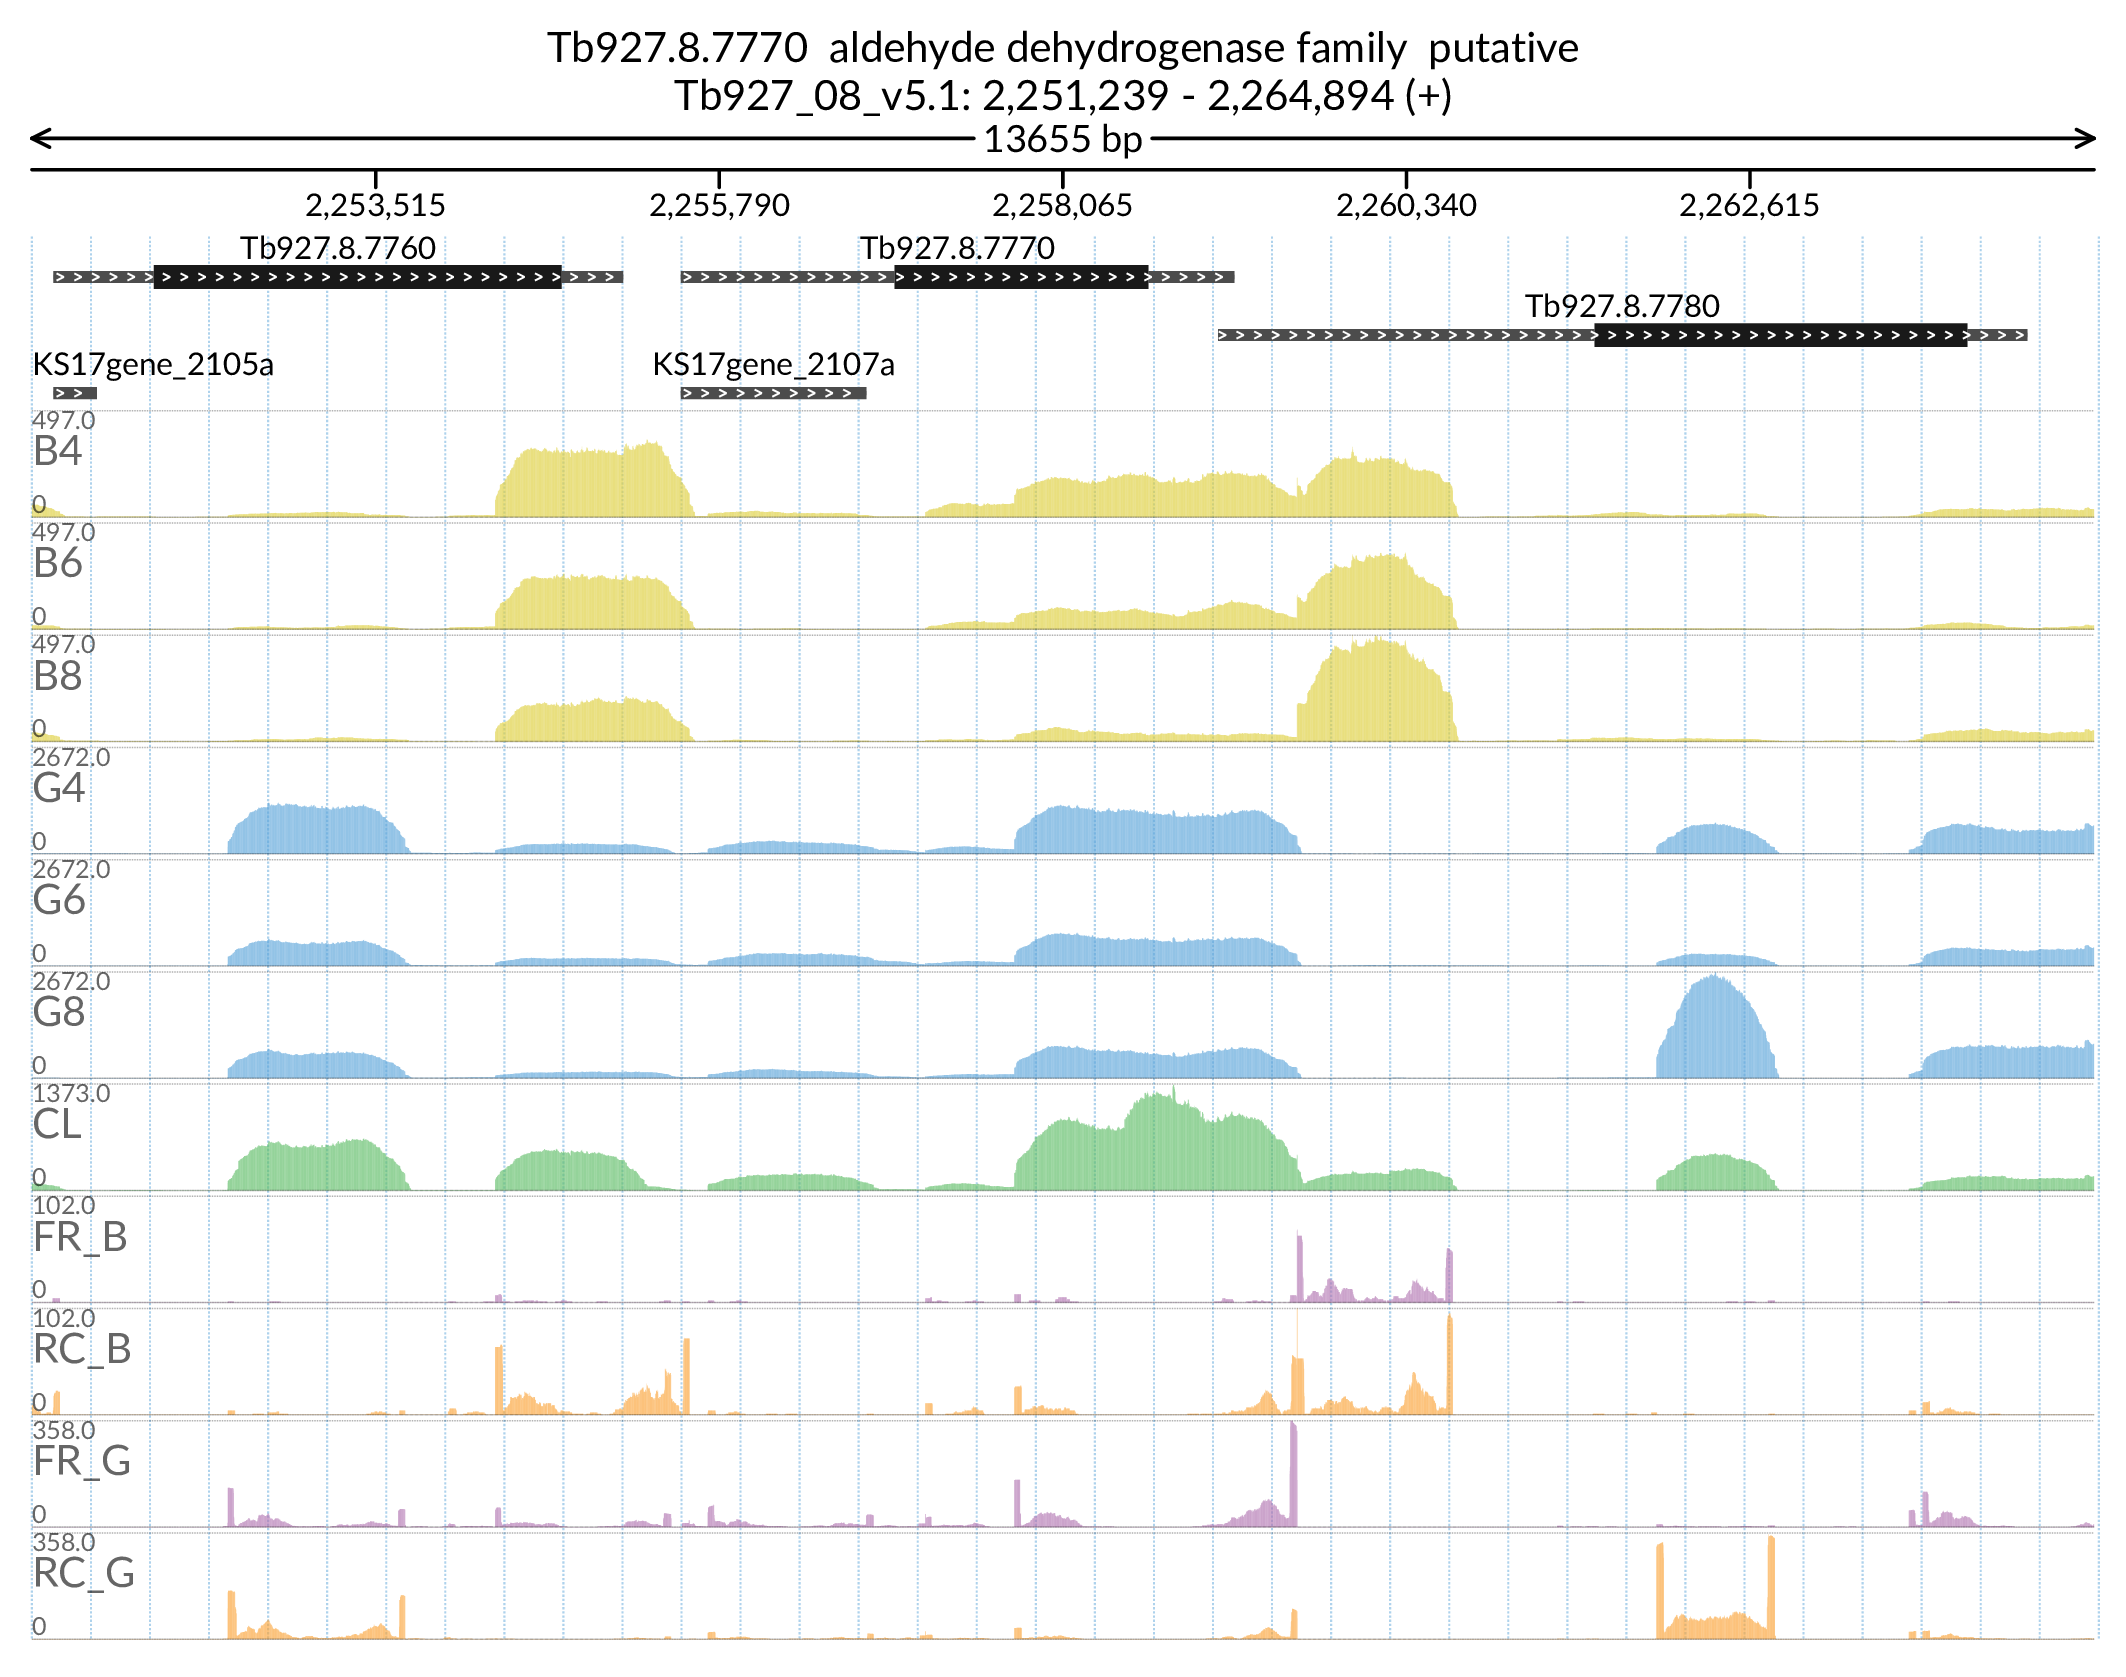 Tb927.8.7770  aldehyde dehydrogenase family  putative
Tb927_08_v5.1: 2,251,239 - 2,264,894 (+)
13655 bp
2,253,515 2,255,790 2,258,065 2,260,340 2,262,615
Tb927.8.7760 Tb927.8.7770
Tb927.8.7780
KS17gene_2105a KS17gene_2107a
497.0
B4
0
497.0
B6
0
497.0
B8
0
2672.0
G4
0
2672.0
G6
0
2672.0
G8
0
1373.0
CL
0
102.0
FR_B
0
102.0
RC_B
0
358.0
FR_G
0
358.0
RC_G
0